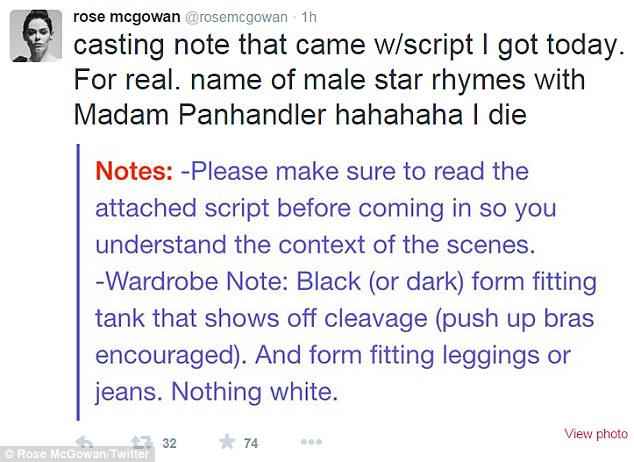 rose mcgowan @rosemcgowan · 1h
casting note that came w/script I got today.
For real. name of male star rhymes with
Madam Panhandler hahahaha I die
Notes: -Please make sure to read the
attached script before coming in so you
understand the context of the scenes.
-Wardrobe Note: Black (or dark) form fitting
tank that shows off cleavage (push up bras
encouraged). And form fitting leggings or
jeans. Nothing white.
View photo
32 74
© Rose McGowan/Twitter